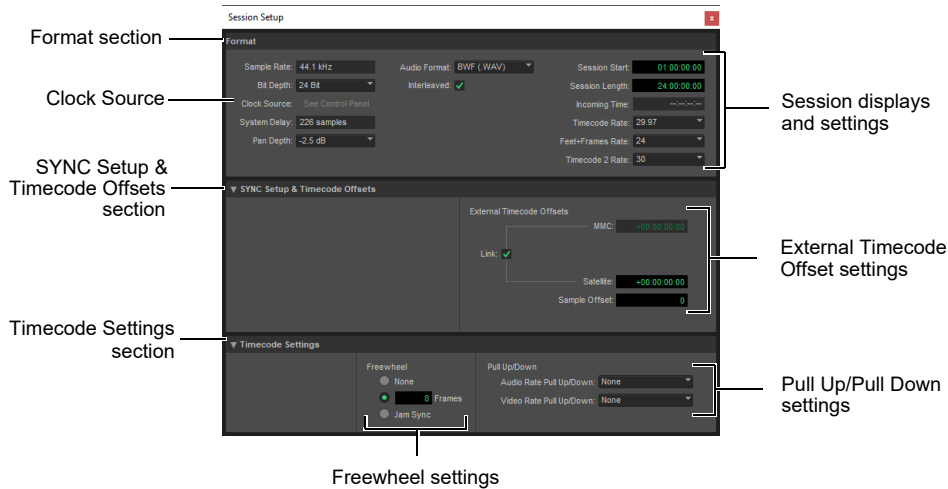 Session Setup
x
Format section
Format
Sample Rate: 44.1 kHz
Audio Format: BWF (.WAV)
Session Start: 01:00:00:00
Bit Depth: 24 Bit
Interleaved:
Session Length: 24:00:00:00
Clock Source
Clock Source: See Control Panel
Incoming Time: --:--:--:--
Session displays
and settings
System Delay: 226 samples
Timecode Rate: 29.97
Pan Depth: -2.5 dB
Feet+Frames Rate: 24
Timecode 2 Rate: 30
SYNC Setup &
Timecode Offsets
section
SYNC Setup & Timecode Offsets
External Timecode Offsets
MMC: +00:00:00:00
Link:
Satellite: +00:00:00:00
Sample Offset: 0
External Timecode
Offset settings
Timecode Settings
section
Timecode Settings
Freewheel
None
8 Frames
Jam Sync
Pull Up/Down
Audio Rate Pull Up/Down: None
Video Rate Pull Up/Down: None
Pull Up/Pull Down
settings
Freewheel settings